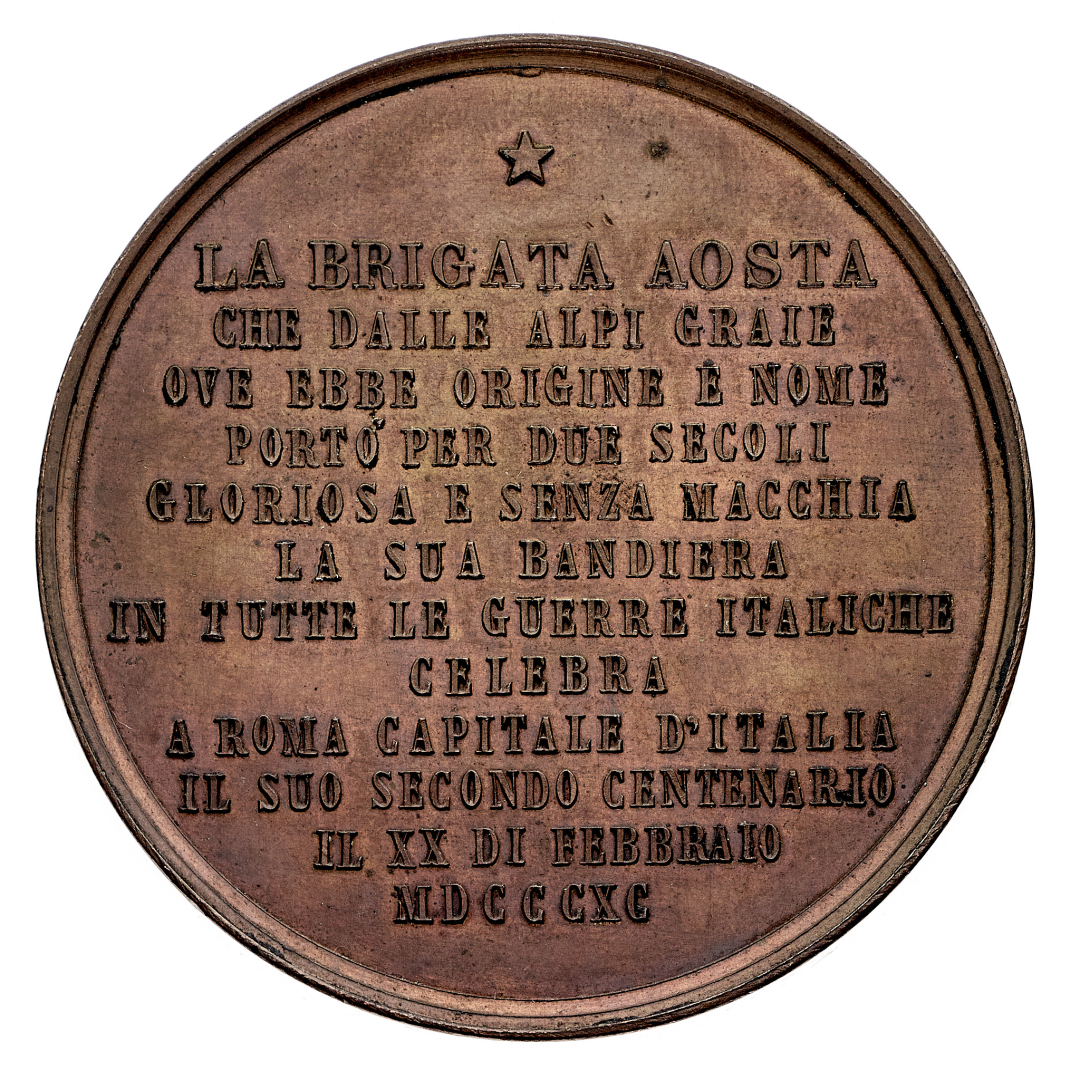 LA BRIGATA AOSTA
CHE DALLE ALPI GRAIE
OVE EBBE ORIGINE E NOME
PORTO' PER DUE SECOLI
GLORIOSA E SENZA MACCHIA
LA SUA BANDIERA
IN TUTTE LE GUERRE ITALICHE
CELEBRA
A ROMA CAPITALE D'ITALIA
IL SUO SECONDO CENTENARIO
IL XX DI FEBBRAIO
MDCCCXC